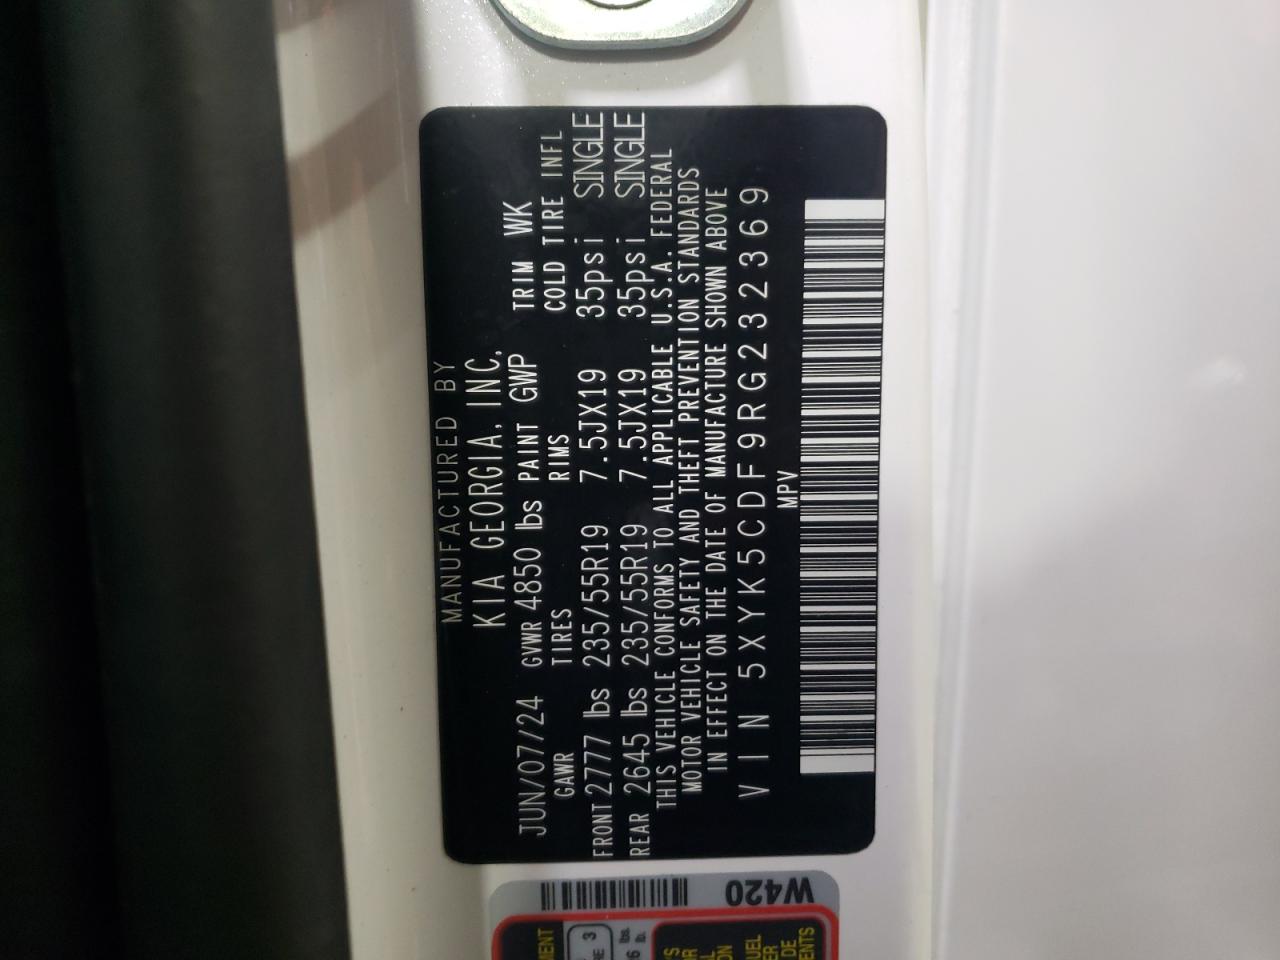 MANUFACTURED BY
KIA GEORGIA, INC.
JUN/07/24 GVWR 4850 lbs PAINT GWP TRIM WK
GAWR TIRES RIMS COLD TIRE INFL
FRONT 2777 lbs 235/55R19 7.5JX19 35psi SINGLE
REAR 2645 lbs 235/55R19 7.5JX19 35psi SINGLE
THIS VEHICLE CONFORMS TO ALL APPLICABLE U.S.A. FEDERAL
MOTOR VEHICLE SAFETY AND THEFT PREVENTION STANDARDS
IN EFFECT ON THE DATE OF MANUFACTURE SHOWN ABOVE
VIN 5XYK5CDF9RG232369
MPV
W420